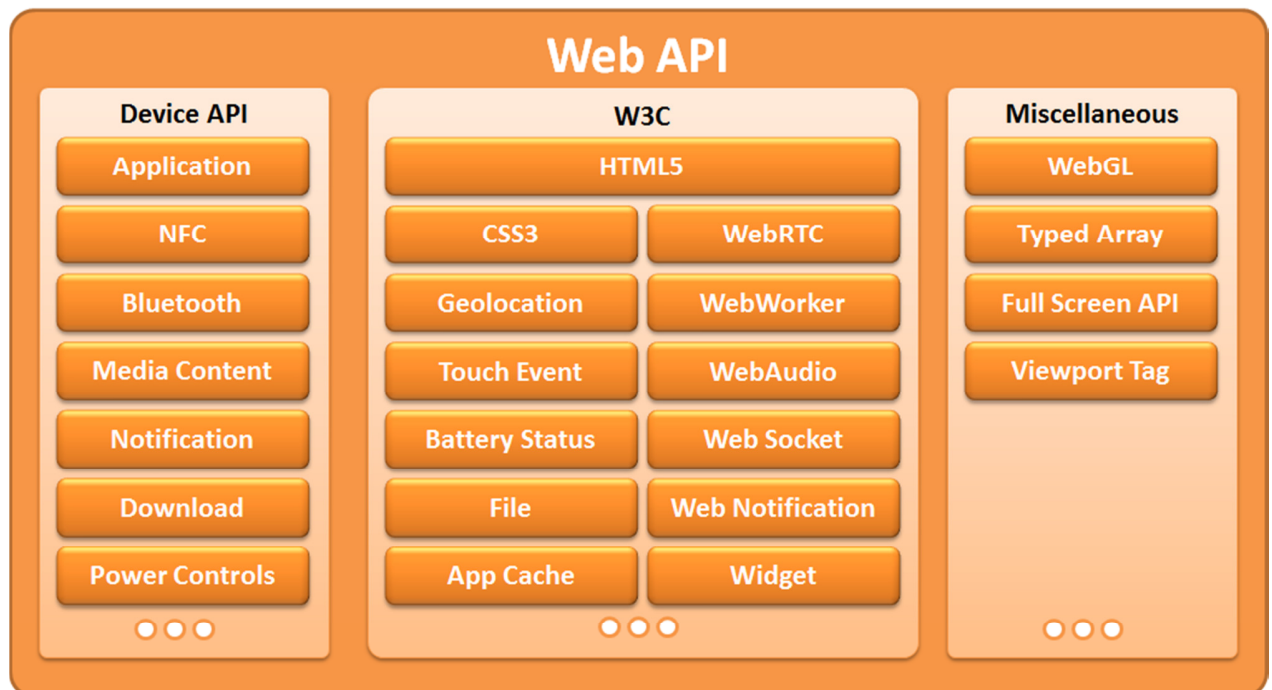 Web API
Device API
Application
NFC
Bluetooth
Media Content
Notification
Download
Power Controls
W3C
HTML5
CSS3
WebRTC
Geolocation
WebWorker
Touch Event
WebAudio
Battery Status
Web Socket
File
Web Notification
App Cache
Widget
Miscellaneous
WebGL
Typed Array
Full Screen API
Viewport Tag